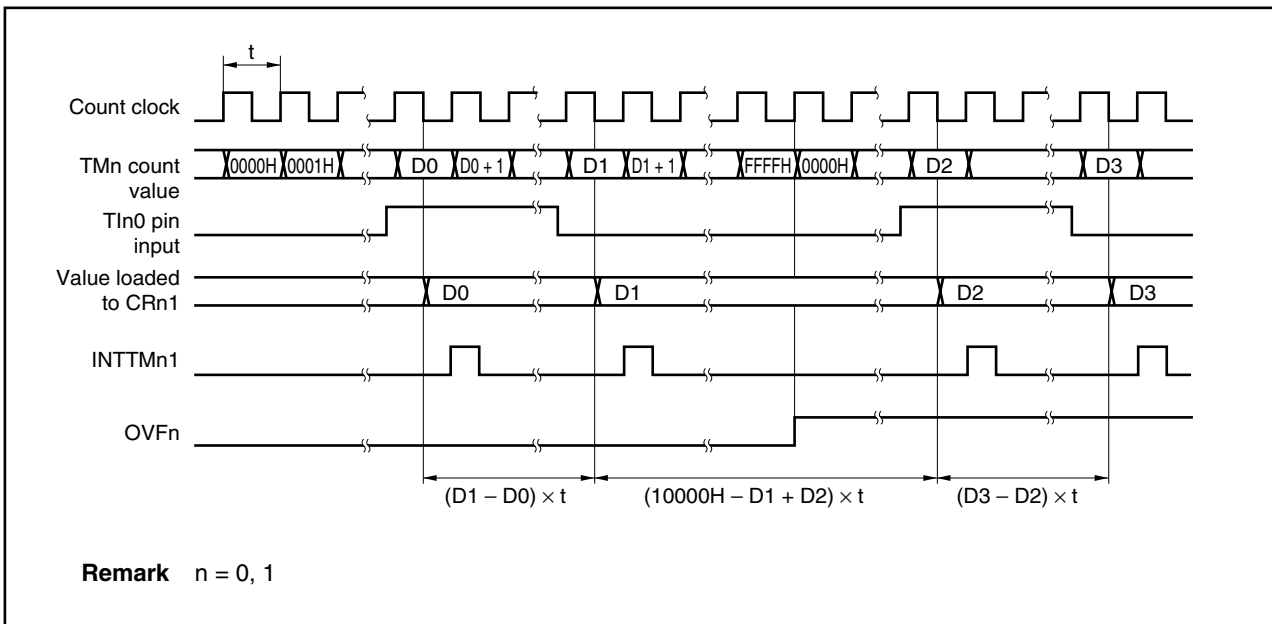 t
Count clock
TMn count value
0000H 0001H D0 D0 + 1 D1 D1 + 1 FFFFH 0000H D2 D3
TIn0 pin input
Value loaded to CRn1
D0 D1 D2 D3
INTTMn1
OVFn
(D1 – D0) × t (10000H – D1 + D2) × t (D3 – D2) × t
Remark n = 0, 1